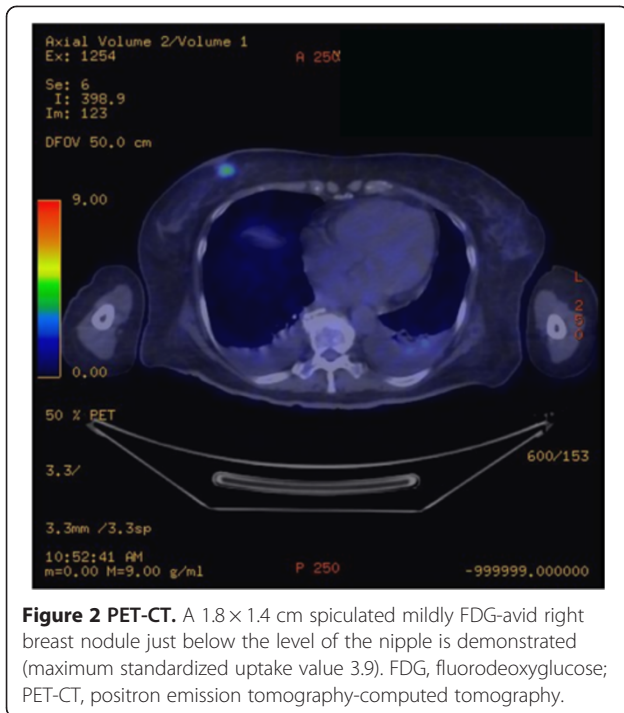 Axial Volume 2/Volume 1
Ex: 1254
A 250
Se: 6
I: 398.9
Im: 123
DFOV 50.0 cm
9.00
0.00
L
50 % PET
600/153
3.3/
3.3mm /3.3sp
10:52:41 AM
m=0.00 M=9.00 g/ml
P 250
-999999.000000
Figure 2 PET-CT. A 1.8 × 1.4 cm spiculated mildly FDG-avid right
breast nodule just below the level of the nipple is demonstrated
(maximum standardized uptake value 3.9). FDG, fluorodeoxyglucose;
PET-CT, positron emission tomography-computed tomography.